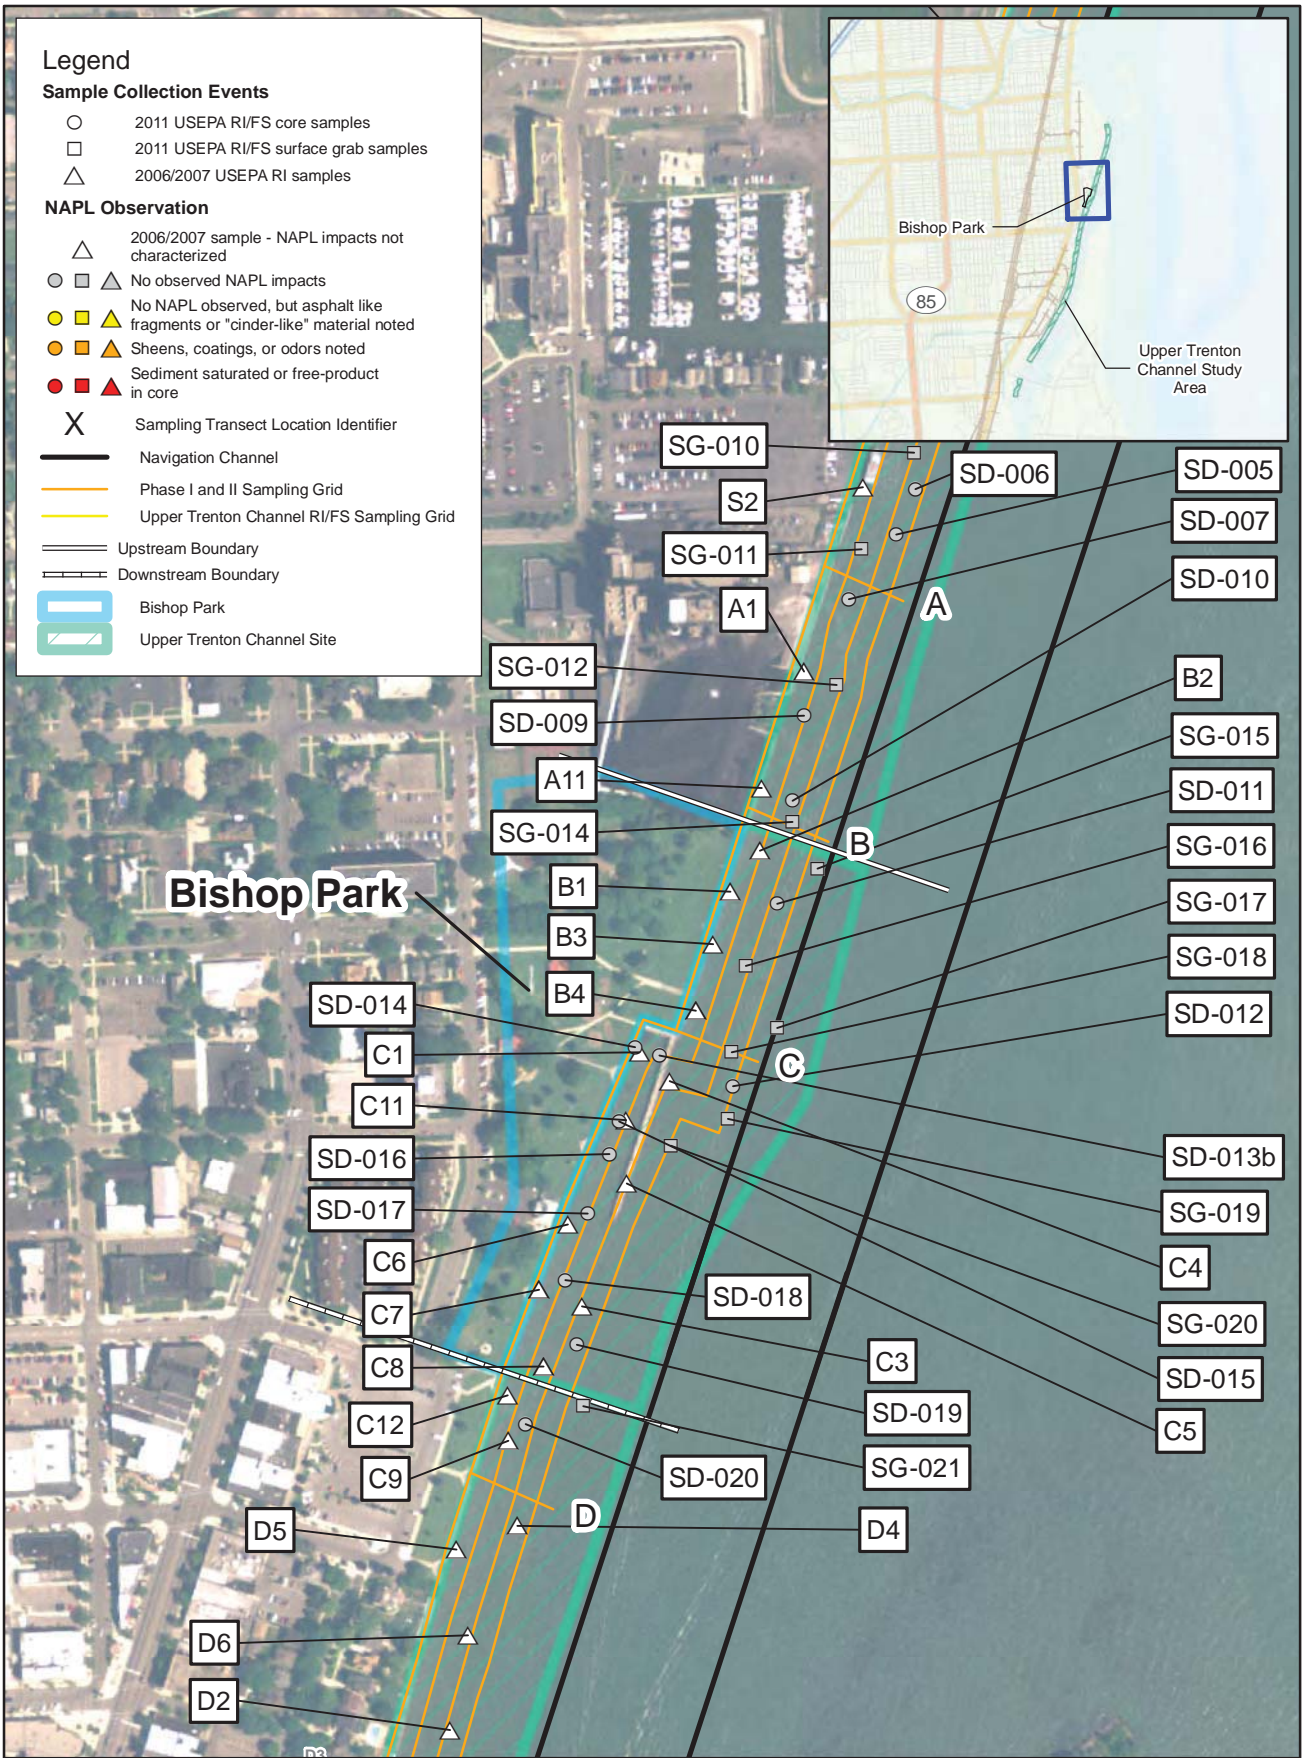 Legend
Sample Collection Events
2011 USEPA RI/FS core samples
2011 USEPA RI/FS surface grab samples
2006/2007 USEPA RI samples
NAPL Observation
2006/2007 sample - NAPL impacts not
characterized
No observed NAPL impacts
No NAPL observed, but asphalt like
fragments or "cinder-like" material noted
Sheens, coatings, or odors noted
Sediment saturated or free-product
in core
X Sampling Transect Location Identifier
Navigation Channel
Phase I and II Sampling Grid
Upper Trenton Channel RI/FS Sampling Grid
Upstream Boundary
Downstream Boundary
Bishop Park
Upper Trenton Channel Site
Bishop Park
85
Upper Trenton
Channel Study
Area
SG-010
SD-006
SD-005
S2
SD-007
SG-011
SD-010
A1
A
SG-012
B2
SD-009
SG-015
A11
SD-011
SG-014
B
SG-016
Bishop Park
B1
SG-017
B3
SG-018
B4
SD-014
SD-012
C1
C
C11
SD-016
SD-013b
SD-017
SG-019
C6
C4
SD-018
C7
SG-020
C8
C3
SD-015
C12
SD-019
C5
C9
SD-020
SG-021
D
D5
D4
D6
D2
D3